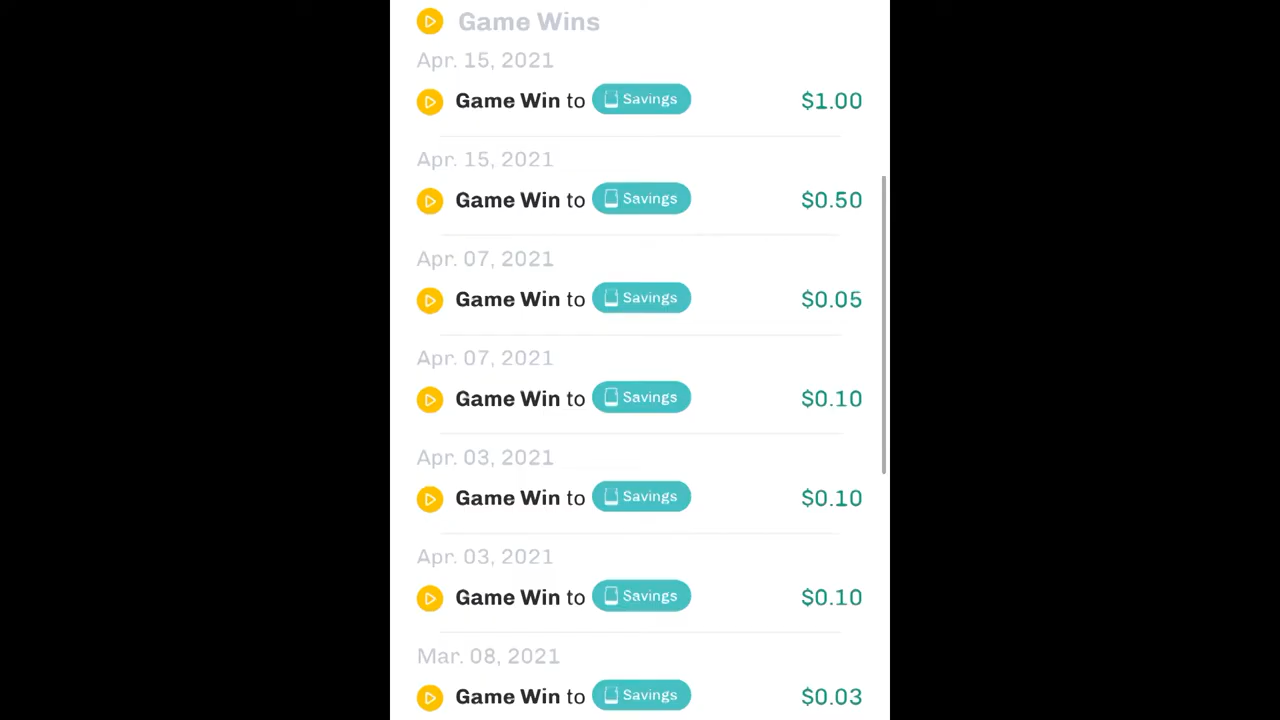 Game Wins
Apr. 15, 2021
Game Win to Savings $1.00
Apr. 15, 2021
Game Win to Savings $0.50
Apr. 07, 2021
Game Win to Savings $0.05
Apr. 07, 2021
Game Win to Savings $0.10
Apr. 03, 2021
Game Win to Savings $0.10
Apr. 03, 2021
Game Win to Savings $0.10
Mar. 08, 2021
Game Win to Savings $0.03